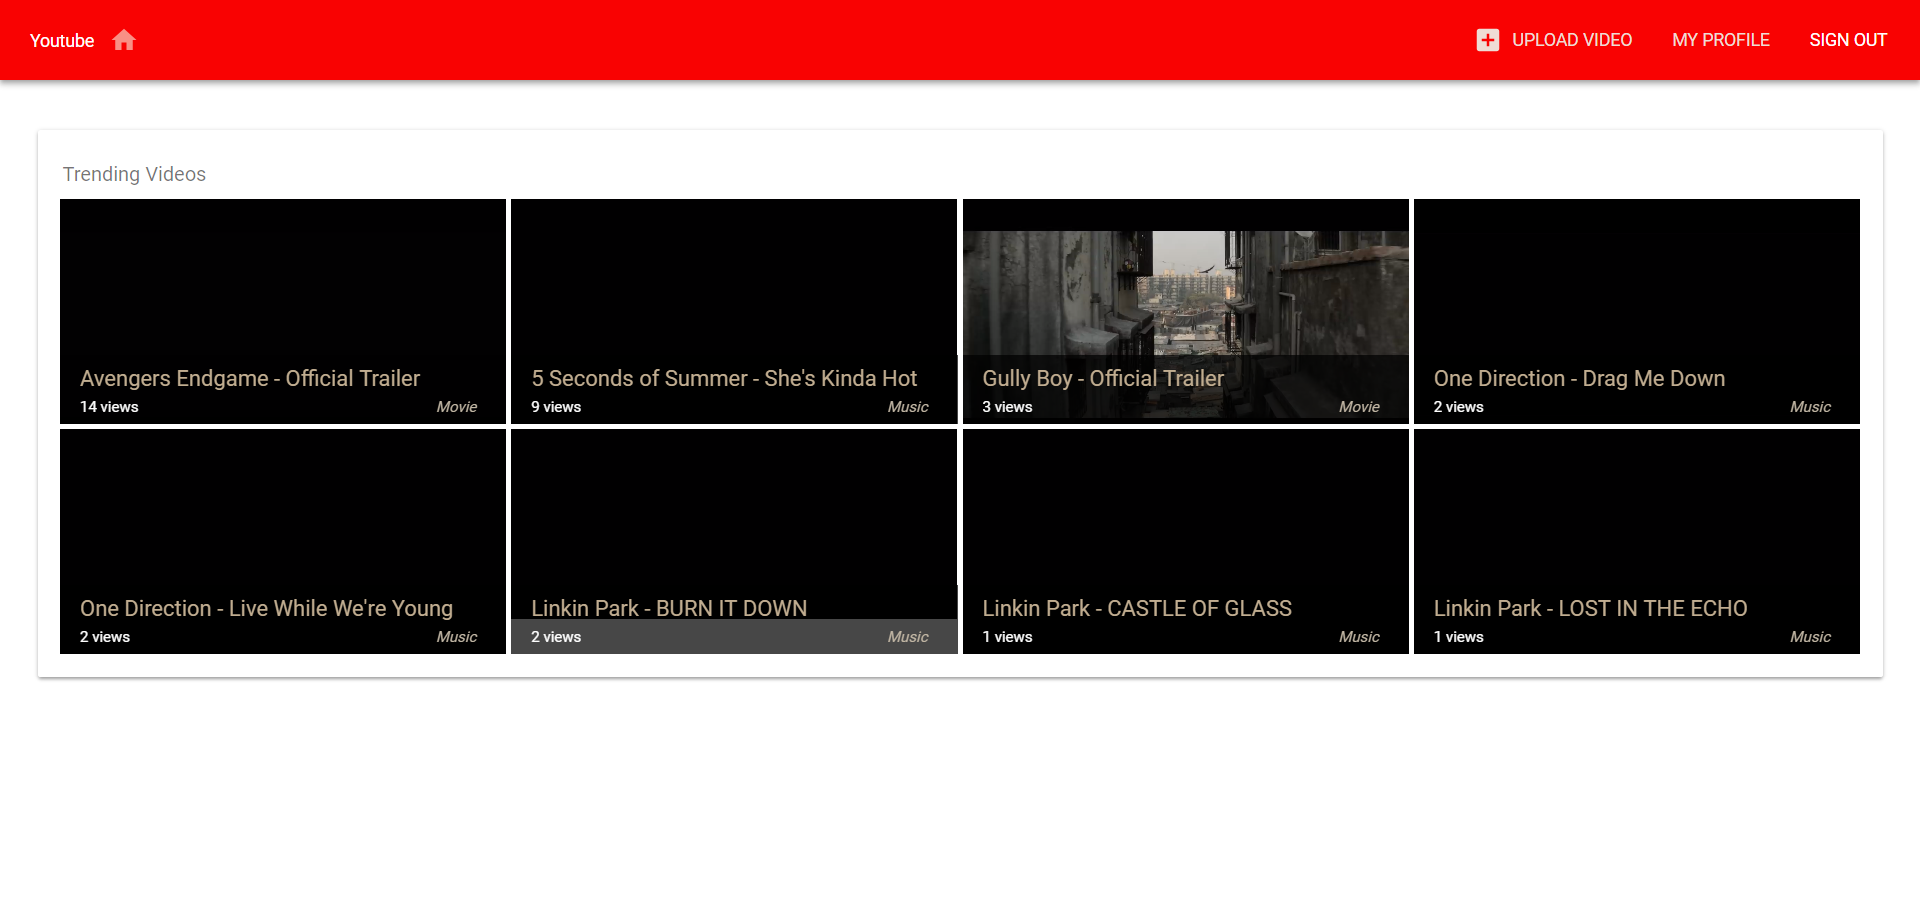 Youtube
UPLOAD VIDEO
MY PROFILE
SIGN OUT
Trending Videos
Avengers Endgame - Official Trailer
14 views
Movie
5 Seconds of Summer - She's Kinda Hot
9 views
Music
Gully Boy - Official Trailer
3 views
Movie
One Direction - Drag Me Down
2 views
Music
One Direction - Live While We're Young
2 views
Music
Linkin Park - BURN IT DOWN
2 views
Music
Linkin Park - CASTLE OF GLASS
1 views
Music
Linkin Park - LOST IN THE ECHO
1 views
Music